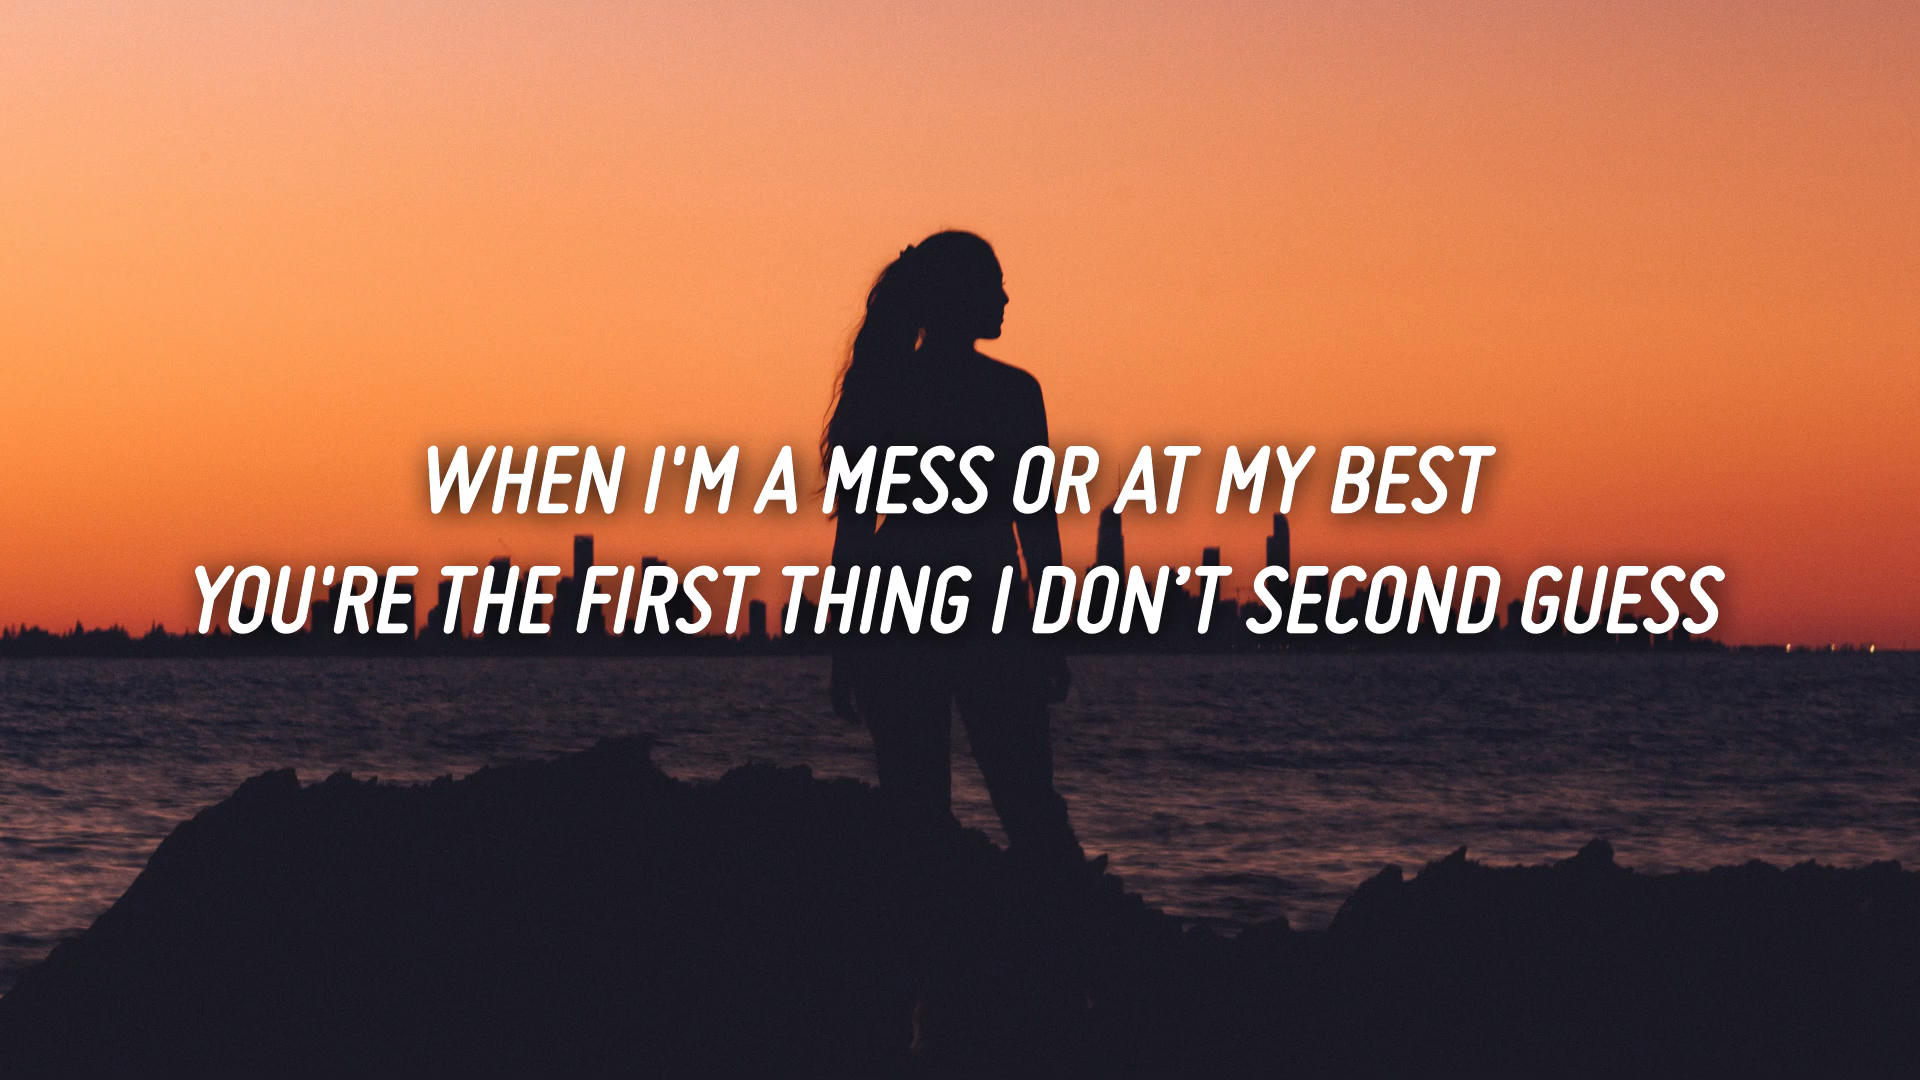 WHEN I'M A MESS OR AT MY BEST
YOU'RE THE FIRST THING I DON’T SECOND GUESS